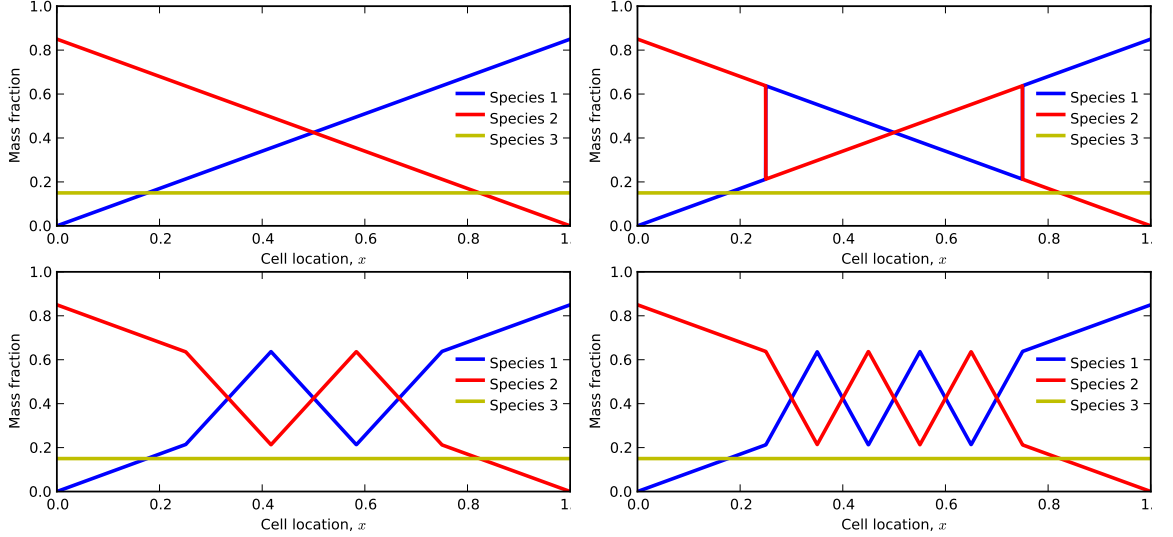 1.0
0.8
0.6
0.4
0.2
0.0
Mass fraction
Species 1
Species 2
Species 3
0.0 0.2 0.4 0.6 0.8 1.
Cell location, x
1.0
0.8
0.6
0.4
0.2
0.0
Mass fraction
Species 1
Species 2
Species 3
0.0 0.2 0.4 0.6 0.8 1.
Cell location, x
1.0
0.8
0.6
0.4
0.2
0.0
Mass fraction
Species 1
Species 2
Species 3
0.0 0.2 0.4 0.6 0.8 1.
Cell location, x
1.0
0.8
0.6
0.4
0.2
0.0
Mass fraction
Species 1
Species 2
Species 3
0.0 0.2 0.4 0.6 0.8 1.
Cell location, x